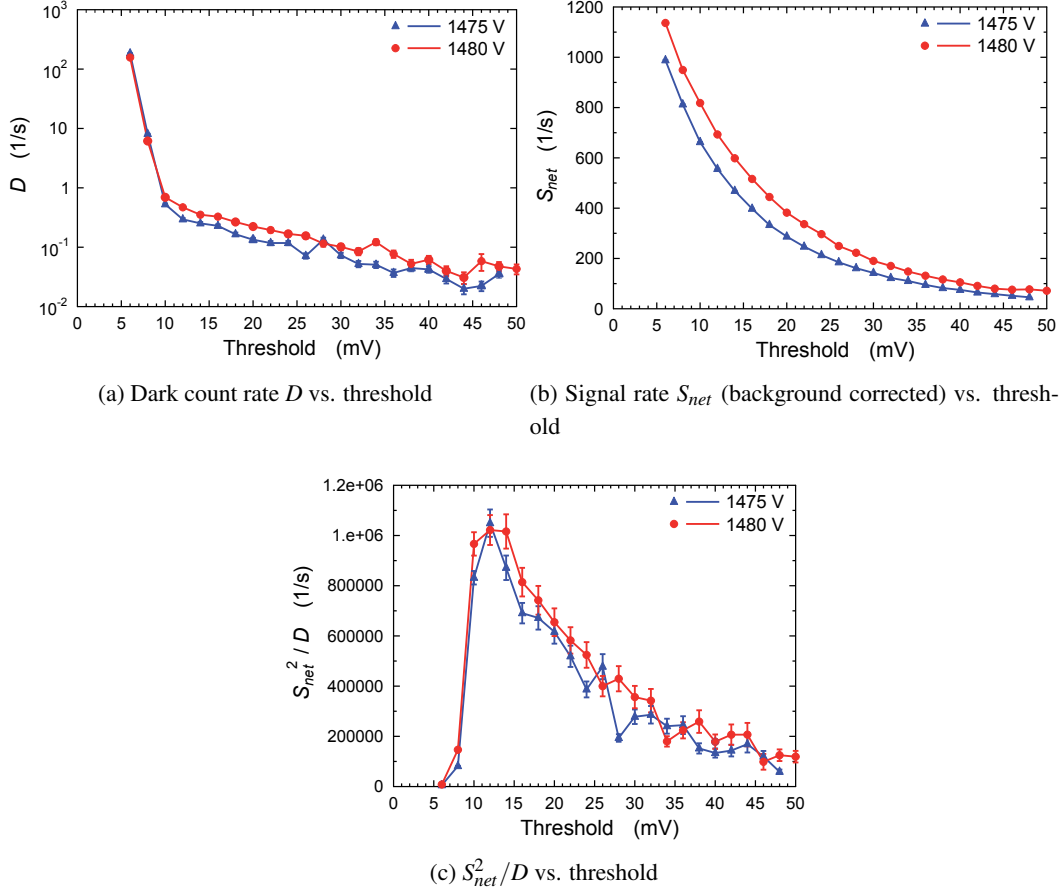 10³
10²
10
1
10⁻¹
10⁻²
D (1/s)
0 5 10 15 20 25 30 35 40 45 50
Threshold (mV)
1475 V
1480 V
(a) Dark count rate D vs. threshold
1200
1000
800
600
400
200
0
S_net (1/s)
0 5 10 15 20 25 30 35 40 45 50
Threshold (mV)
1475 V
1480 V
(b) Signal rate S_net (background corrected) vs. thresh-
old
1.2e+06
1.e+06
800000
600000
400000
200000
0
S_net² / D (1/s)
0 5 10 15 20 25 30 35 40 45 50
Threshold (mV)
1475 V
1480 V
(c) S²_net/D vs. threshold